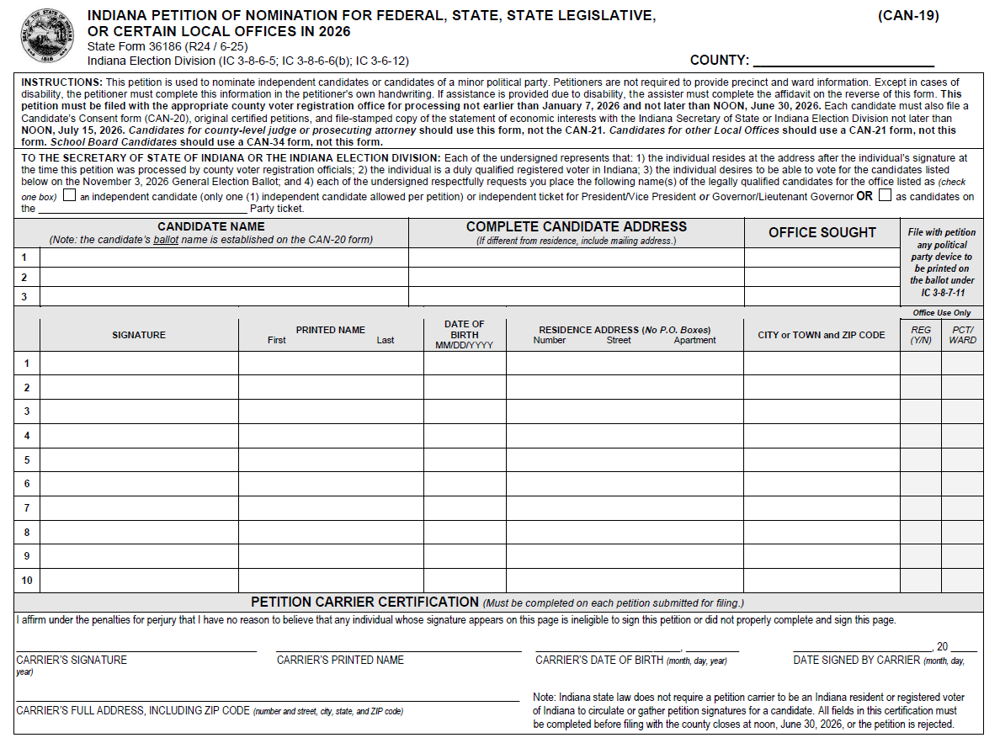 INDIANA PETITION OF NOMINATION FOR FEDERAL, STATE, STATE LEGISLATIVE,
OR CERTAIN LOCAL OFFICES IN 2026
(CAN-19)
State Form 36186 (R24 / 6-25)
Indiana Election Division (IC 3-8-6-5; IC 3-8-6-6(b); IC 3-6-12)
COUNTY: ___________________________
INSTRUCTIONS: This petition is used to nominate independent candidates or candidates of a minor political party. Petitioners are not required to provide precinct and ward information. Except in cases of
disability, the petitioner must complete this information in the petitioner's own handwriting. If assistance is provided due to disability, the assister must complete the affidavit on the reverse of this form. This
petition must be filed with the appropriate county voter registration office for processing not earlier than January 7, 2026 and not later than NOON, June 30, 2026. Each candidate must also file a
Candidate's Consent form (CAN-20), original certified petitions, and file-stamped copy of the statement of economic interests with the Indiana Secretary of State or Indiana Election Division not later than
NOON, July 15, 2026. Candidates for county-level judge or prosecuting attorney should use this form, not the CAN-21. Candidates for other Local Offices should use a CAN-21 form, not this
form. School Board Candidates should use a CAN-34 form, not this form.
TO THE SECRETARY OF STATE OF INDIANA OR THE INDIANA ELECTION DIVISION: Each of the undersigned represents that: 1) the individual resides at the address after the individual's signature at
the time this petition was processed by county voter registration officials; 2) the individual is a duly qualified registered voter in Indiana; 3) the individual desires to be able to vote for the candidates listed
below on the November 3, 2026 General Election Ballot; and 4) each of the undersigned respectfully requests you place the following name(s) of the legally qualified candidates for the office listed as (check
one box) ☐ an independent candidate (only one (1) independent candidate allowed per petition) or independent ticket for President/Vice President or Governor/Lieutenant Governor OR ☐ as candidates on
the ______________________________________ Party ticket.
CANDIDATE NAME
(Note: the candidate's ballot name is established on the CAN-20 form)
COMPLETE CANDIDATE ADDRESS
(If different from residence, include mailing address.)
OFFICE SOUGHT
File with petition
any political
party device to
be printed on
the ballot under
IC 3-8-7-11
1
2
3
Office Use Only
SIGNATURE
PRINTED NAME
First Last
DATE OF
BIRTH
MM/DD/YYYY
RESIDENCE ADDRESS (No P.O. Boxes)
Number Street Apartment
CITY or TOWN and ZIP CODE
REG
(Y/N)
PCT/
WARD
1
2
3
4
5
6
7
8
9
10
PETITION CARRIER CERTIFICATION (Must be completed on each petition submitted for filing.)
I affirm under the penalties for perjury that I have no reason to believe that any individual whose signature appears on this page is ineligible to sign this petition or did not properly complete and sign this page.
_____________________ _____________________ _____________________, ________ _____________________, 20 _____
CARRIER'S SIGNATURE CARRIER'S PRINTED NAME CARRIER'S DATE OF BIRTH (month, day, year) DATE SIGNED BY CARRIER (month, day,
year)
CARRIER'S FULL ADDRESS, INCLUDING ZIP CODE (number and street, city, state, and ZIP code)
Note: Indiana state law does not require a petition carrier to be an Indiana resident or registered voter
of Indiana to circulate or gather petition signatures for a candidate. All fields in this certification must
be completed before filing with the county closes at noon, June 30, 2026, or the petition is rejected.